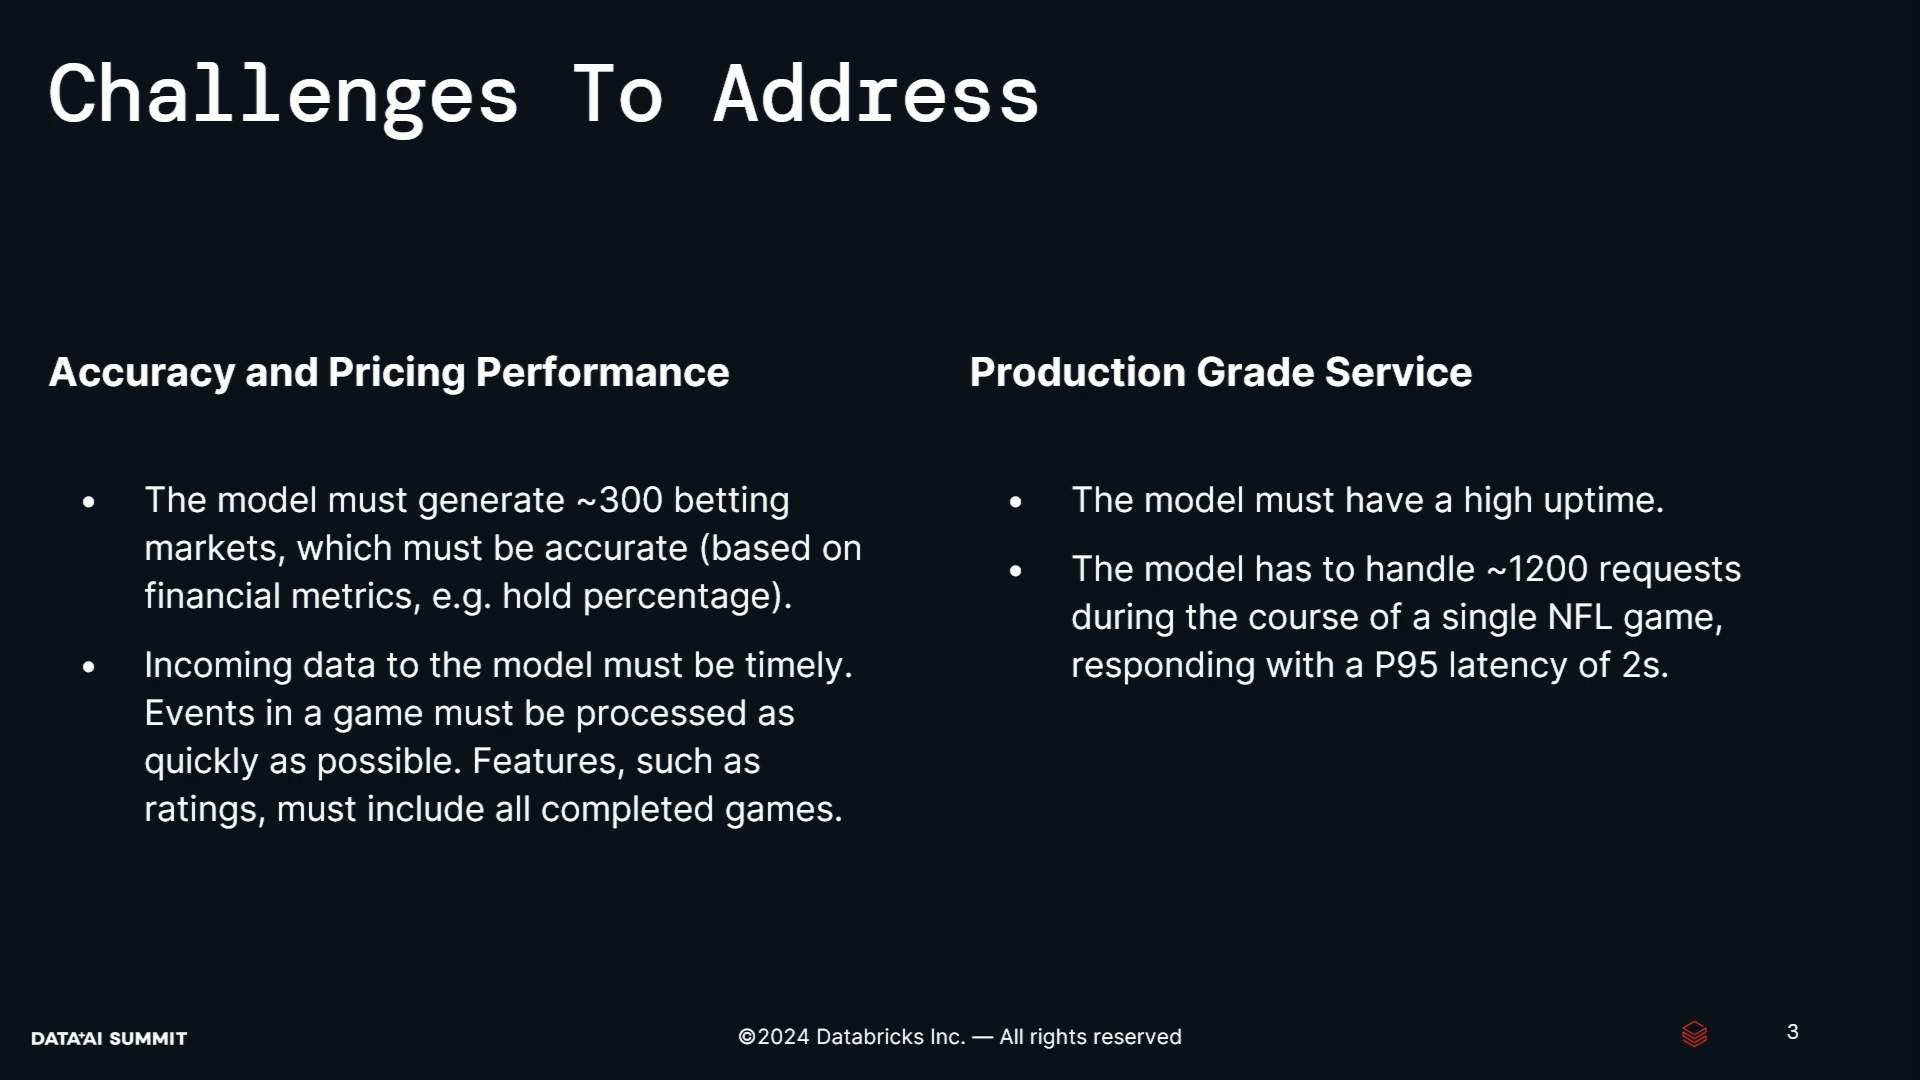 Challenges To Address
Accuracy and Pricing Performance
• The model must generate ~300 betting
markets, which must be accurate (based on
financial metrics, e.g. hold percentage).
• Incoming data to the model must be timely.
Events in a game must be processed as
quickly as possible. Features, such as
ratings, must include all completed games.
Production Grade Service
• The model must have a high uptime.
• The model has to handle ~1200 requests
during the course of a single NFL game,
responding with a P95 latency of 2s.
DATA+AI SUMMIT
©2024 Databricks Inc. — All rights reserved
3